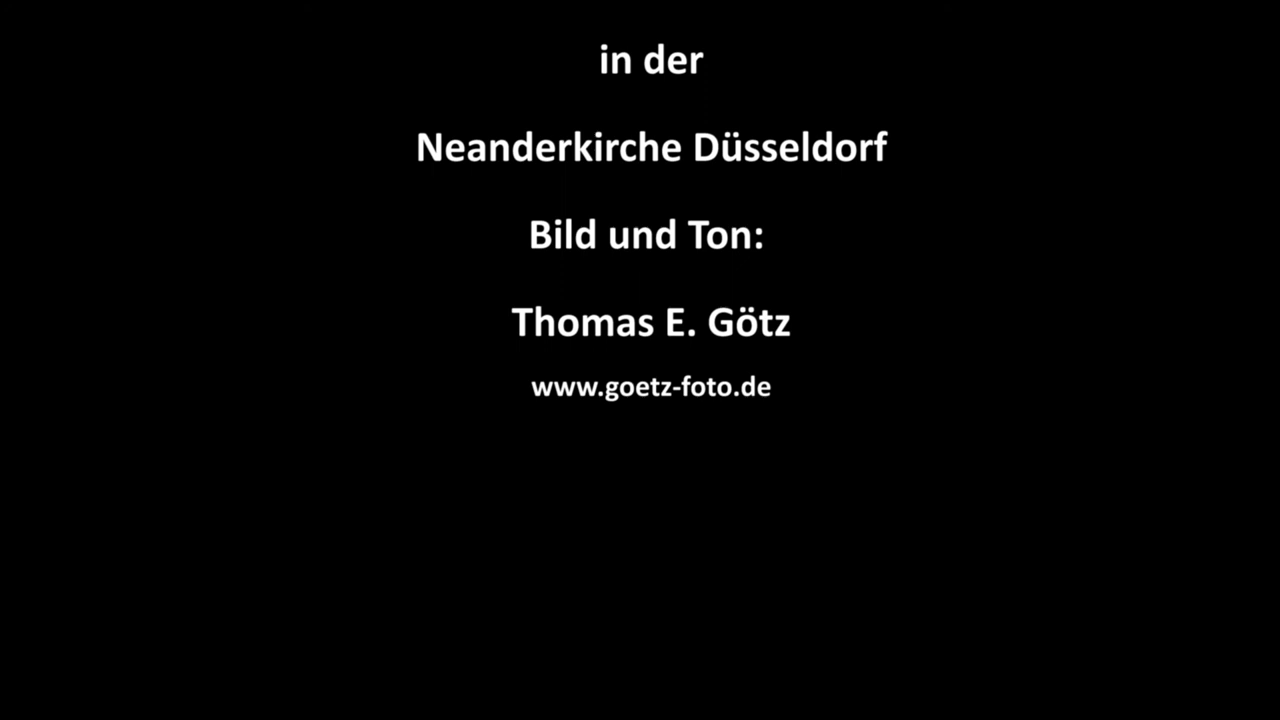 in der
Neanderkirche Düsseldorf
Bild und Ton:
Thomas E. Götz
www.goetz-foto.de